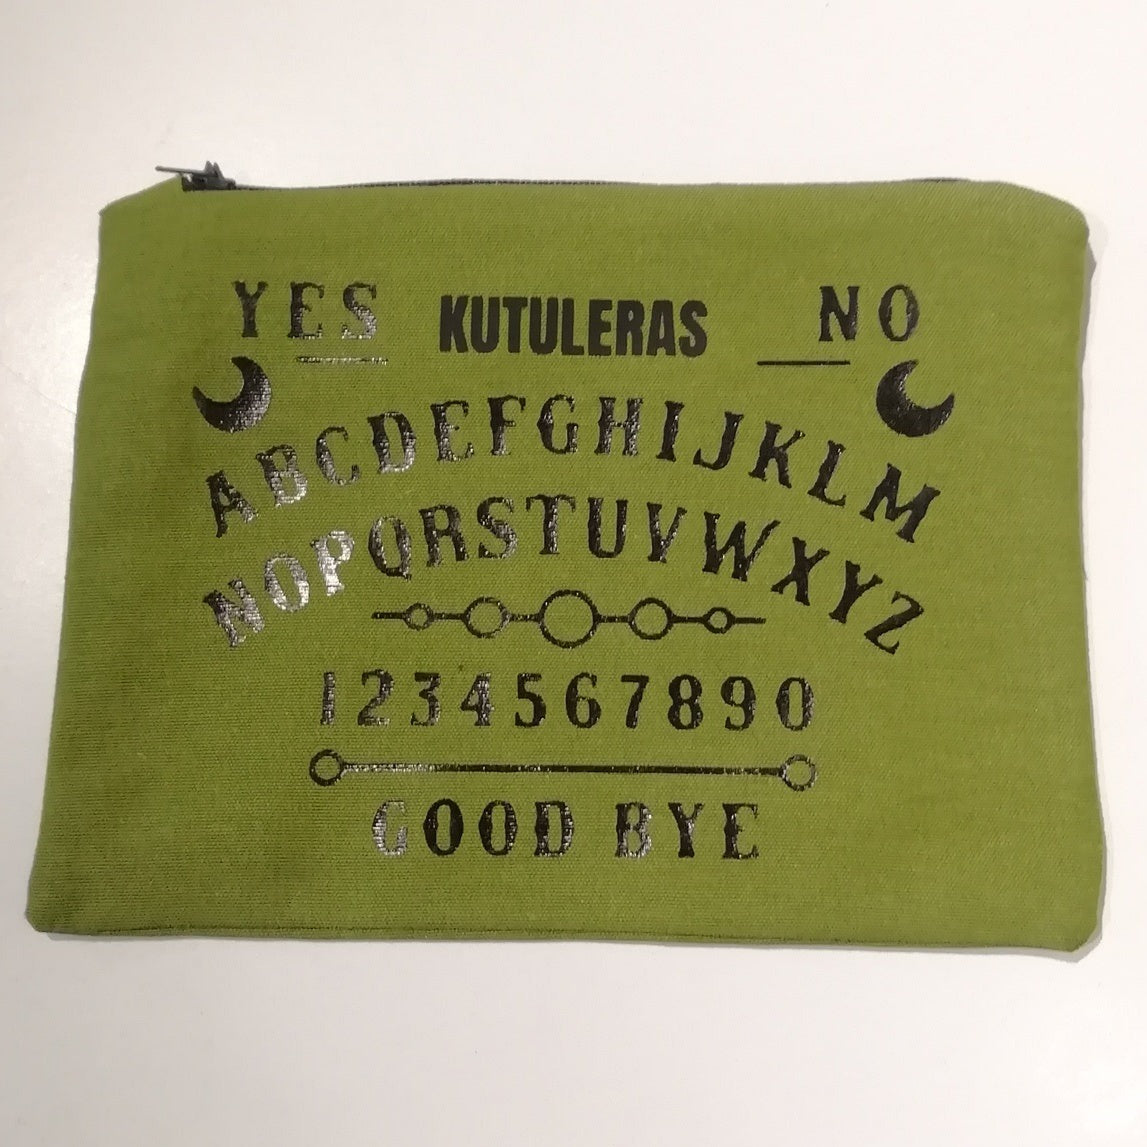 YES KUTULERAS NO
ABCDEFGHIJKLM
NOPQRSTUVWXYZ
1234567890
GOOD BYE